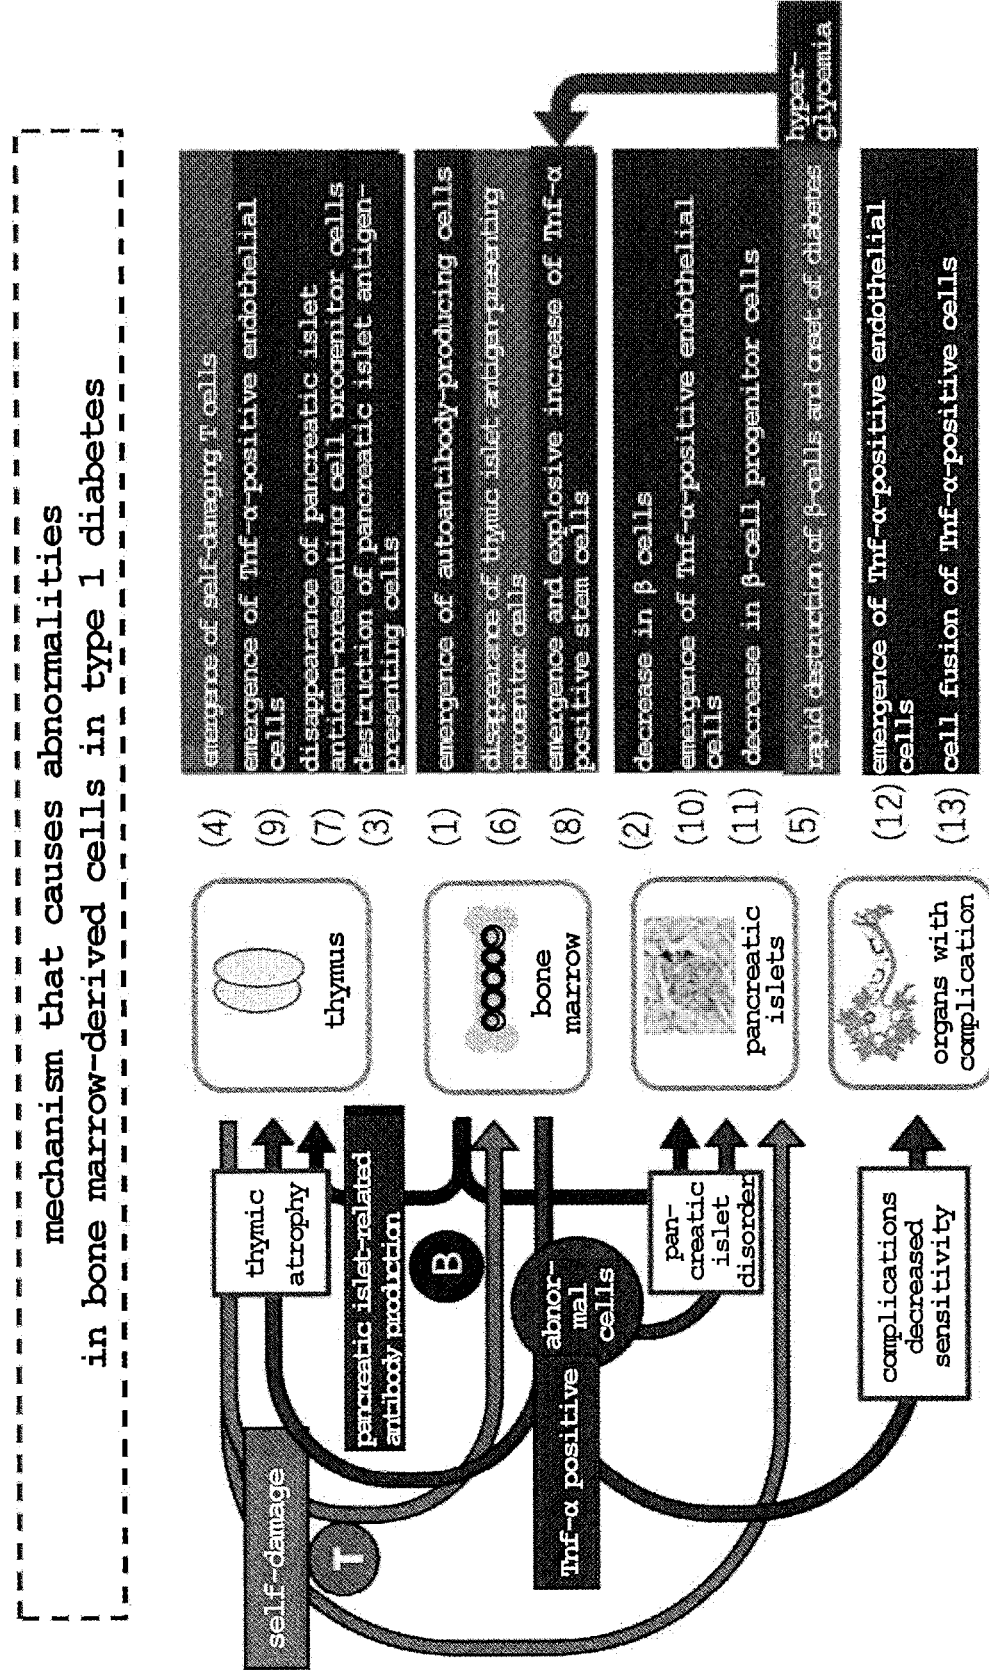 mechanism that causes abnormalities
in bone marrow-derived cells in type 1 diabetes
self-damage
T
thymic
atrophy
pancreatic islet-related
antibody production
B
Tnf-α positive
abnor-
mal
cells
pan-
creatic
islet
disorder
complications
decreased
sensitivity
thymus
(4)
emergence of self-damaging T cells
(9)
emergence of Tnf-α-positive endothelial
cells
(7)
disappearance of pancreatic islet
antigen-presenting cell progenitor cells
(3)
destruction of pancreatic islet antigen-
presenting cells
bone
marrow
(1)
emergence of autoantibody-producing cells
(6)
disapperance of thymic islet antigen-presenting
progenitor cells
(8)
emergence and explosive increase of Tnf-α
positive stem cells
pancreatic
islets
(2)
decrease in β cells
(10)
emergence of Tnf-α-positive endothelial
cells
(11)
decrease in β-cell progenitor cells
(5)
rapid destruction of β-cells and onset of diabetes
hyper-
glycemia
organs with
complication
(12)
emergence of Tnf-α-positive endothelial
cells
(13)
cell fusion of Tnf-α-positive cells